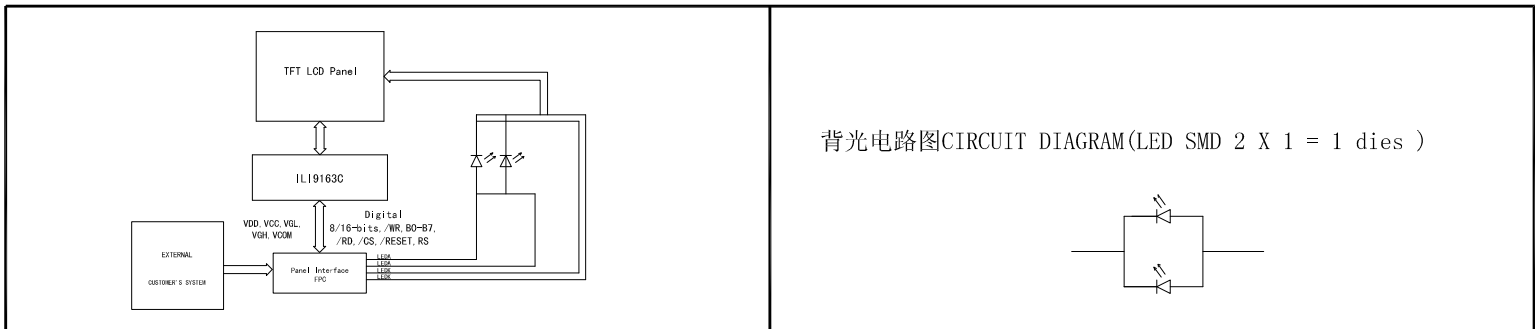 TFT LCD Panel
ILI9163C
VDD, VCC, VGL,
VGH, VCOM
Digital
8/16-bits, /WR, B0-B7,
/RD, /CS, /RESET, RS
EXTERNAL
CUSTOMER'S SYSTEM
Panel Interface
FPC
LEDA
LEDA
LEDK
LEDK
背光电路图CIRCUIT DIAGRAM(LED SMD 2 X 1 = 1 dies )